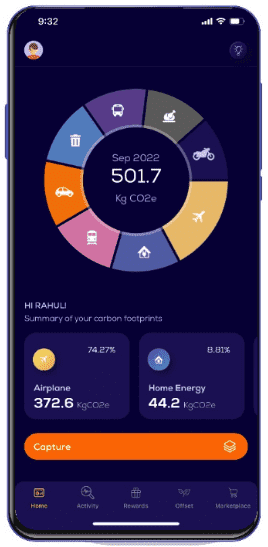 9:32
Sep 2022
501.7
Kg CO2e
HI RAHUL!
Summary of your carbon footprints
74.27%
Airplane
372.6 KgCO2e
8.81%
Home Energy
44.2 KgCO2e
Capture
Home Activity Rewards Offset Marketplace